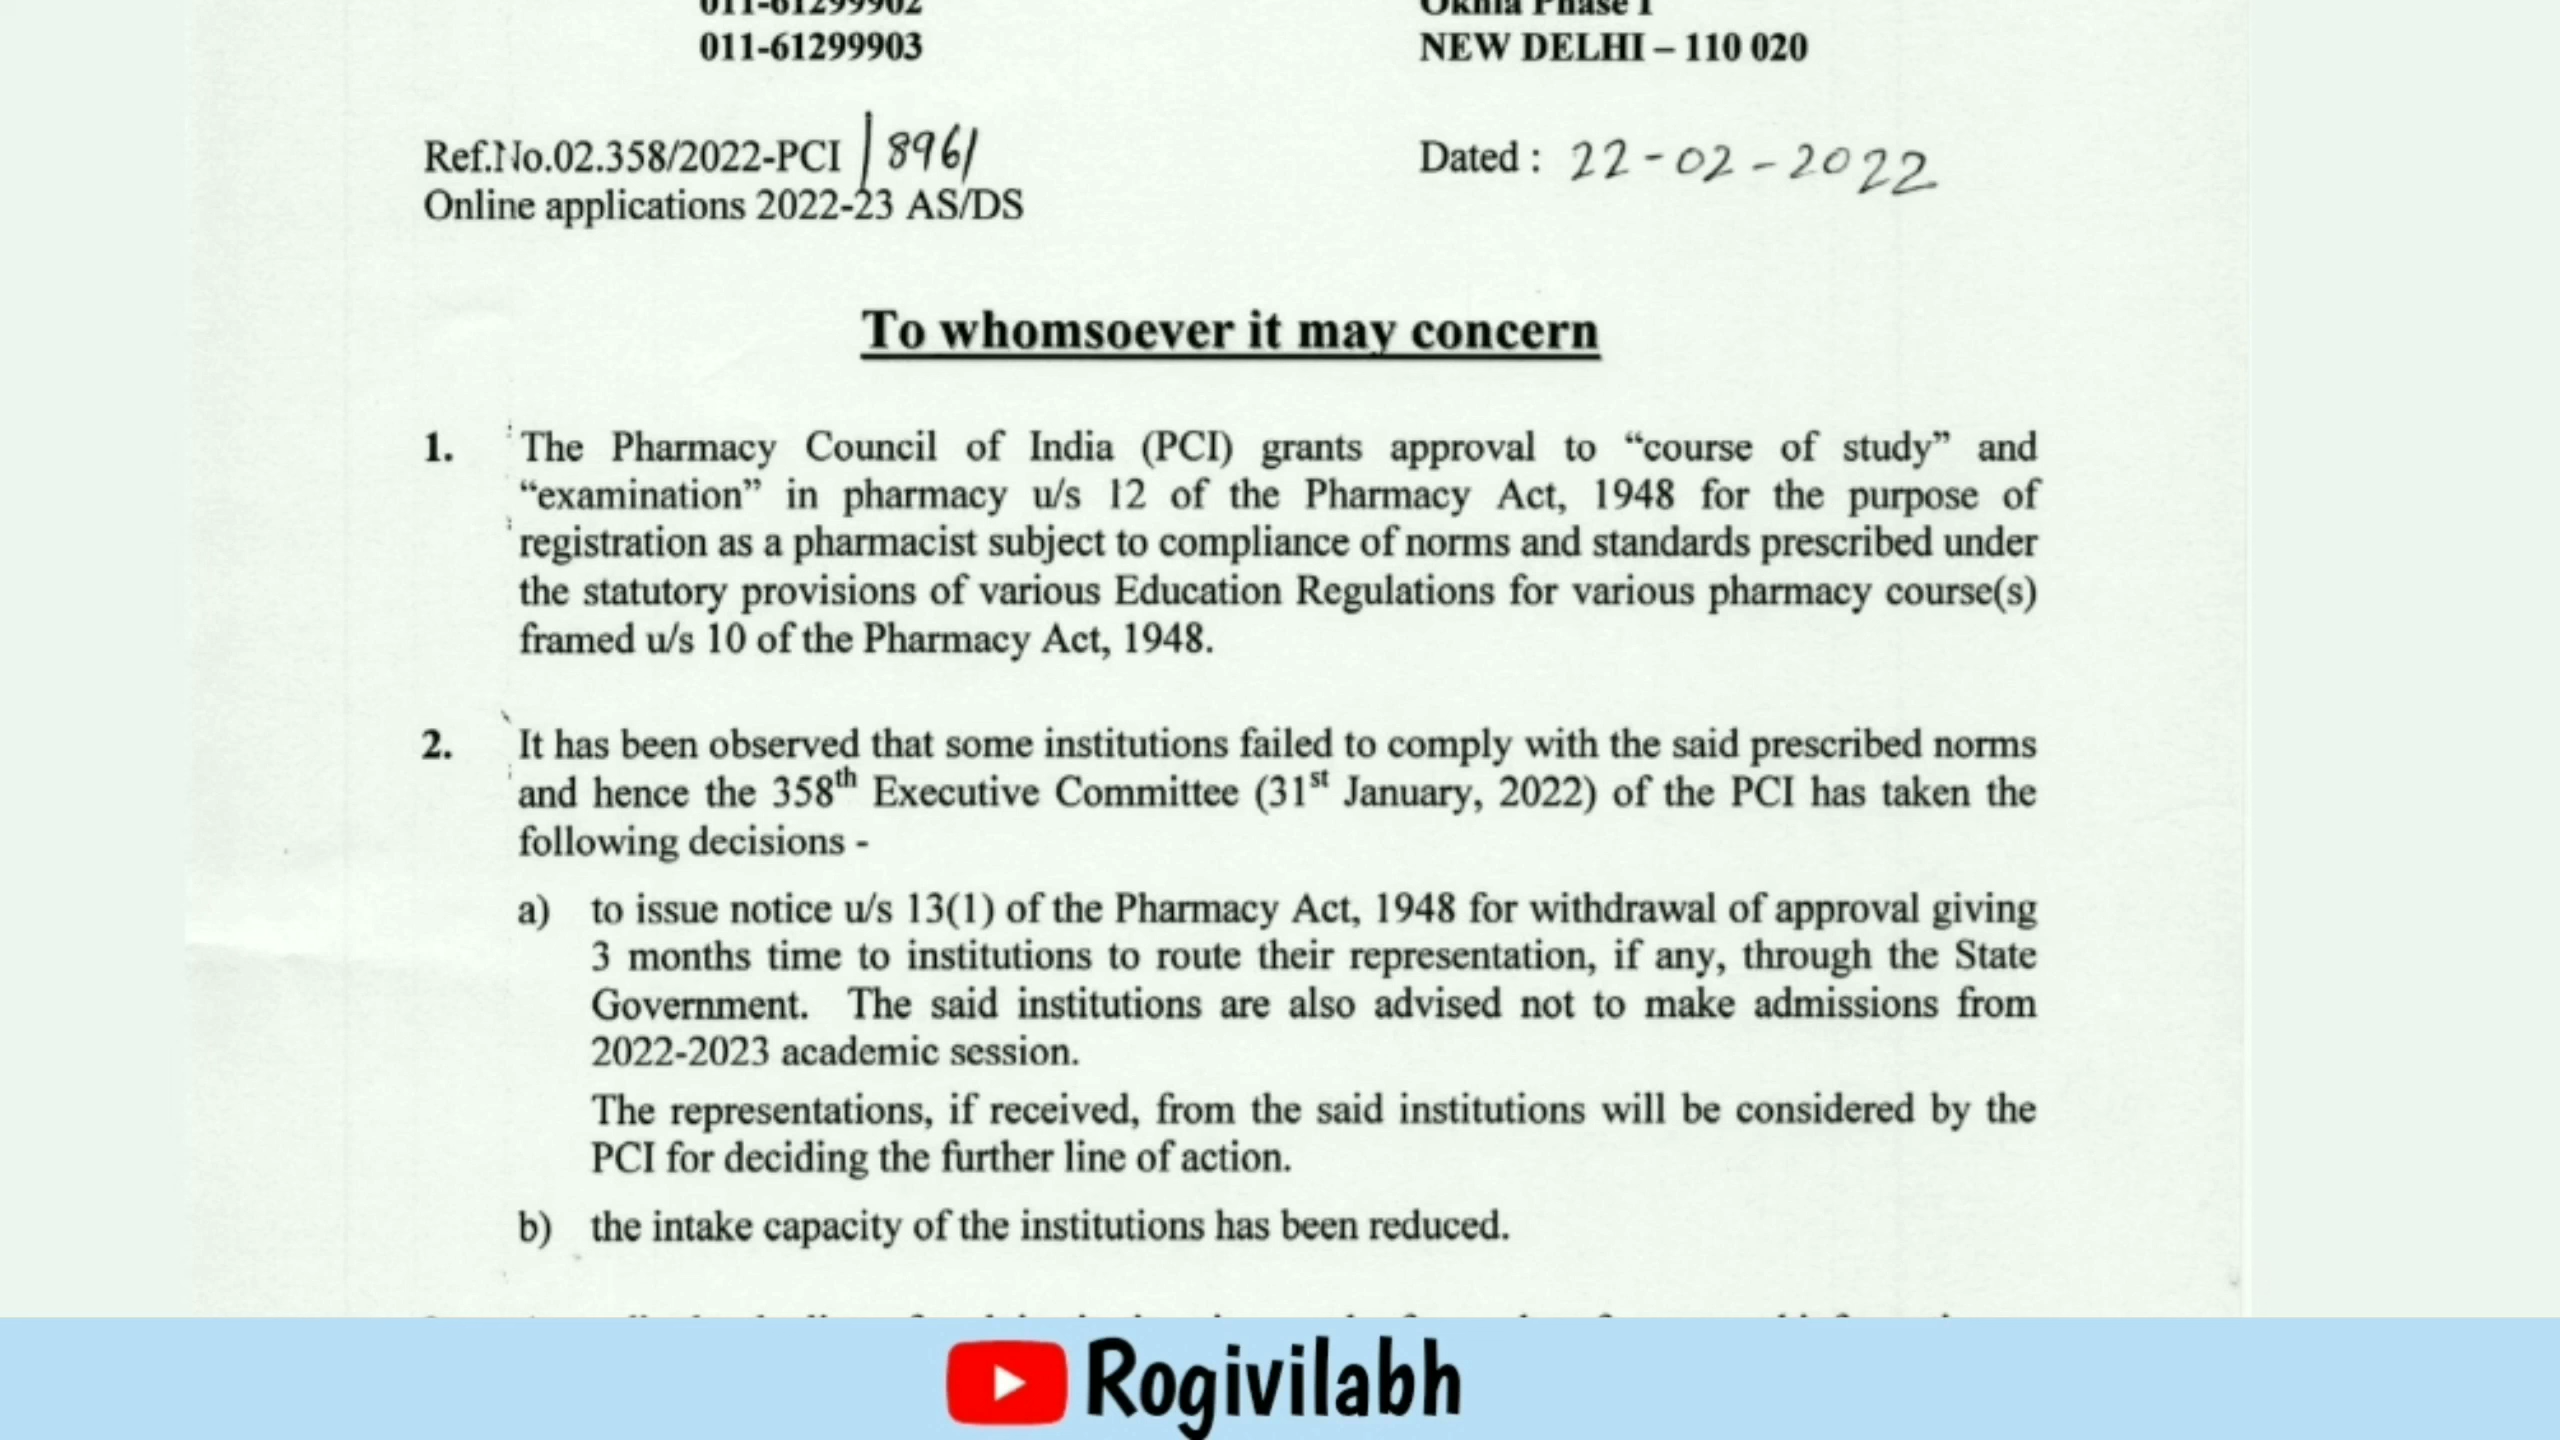 011-61299902
Okhla Phase I
011-61299903
NEW DELHI – 110 020
Ref.No.02.358/2022-PCI /8961
Dated : 22-02-2022
Online applications 2022-23 AS/DS
To whomsoever it may concern
1. The Pharmacy Council of India (PCI) grants approval to “course of study” and
“examination” in pharmacy u/s 12 of the Pharmacy Act, 1948 for the purpose of
registration as a pharmacist subject to compliance of norms and standards prescribed under
the statutory provisions of various Education Regulations for various pharmacy course(s)
framed u/s 10 of the Pharmacy Act, 1948.
2. It has been observed that some institutions failed to comply with the said prescribed norms
and hence the 358th Executive Committee (31st January, 2022) of the PCI has taken the
following decisions -
a) to issue notice u/s 13(1) of the Pharmacy Act, 1948 for withdrawal of approval giving
3 months time to institutions to route their representation, if any, through the State
Government. The said institutions are also advised not to make admissions from
2022-2023 academic session.
The representations, if received, from the said institutions will be considered by the
PCI for deciding the further line of action.
b) the intake capacity of the institutions has been reduced.
Rogivilabh